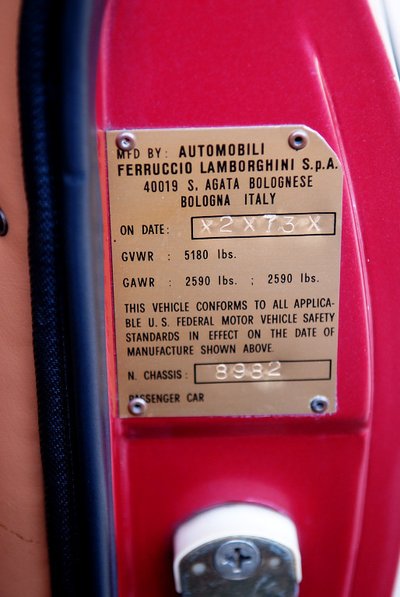 MFD BY: AUTOMOBILI
FERRUCCIO LAMBORGHINI S.p.A.
40019 S. AGATA BOLOGNESE
BOLOGNA ITALY
ON DATE: X2X73X
GVWR : 5180 lbs.
GAWR : 2590 lbs. ; 2590 lbs.
THIS VEHICLE CONFORMS TO ALL APPLICA-
BLE U.S. FEDERAL MOTOR VEHICLE SAFETY
STANDARDS IN EFFECT ON THE DATE OF
MANUFACTURE SHOWN ABOVE.
N. CHASSIS: 8982
PASSENGER CAR